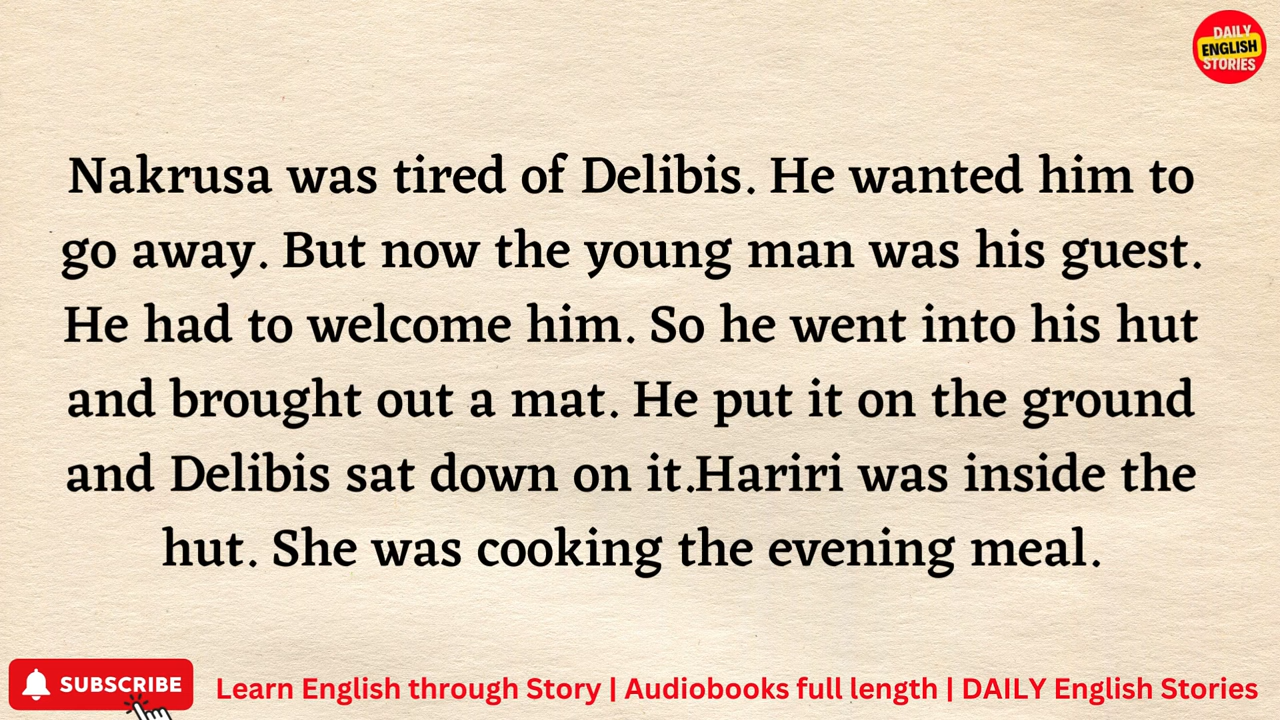 DAILY
ENGLISH
STORIES
Nakrusa was tired of Delibis. He wanted him to
go away. But now the young man was his guest.
He had to welcome him. So he went into his hut
and brought out a mat. He put it on the ground
and Delibis sat down on it.Hariri was inside the
hut. She was cooking the evening meal.
SUBSCRIBE
Learn English through Story | Audiobooks full length | DAILY English Stories